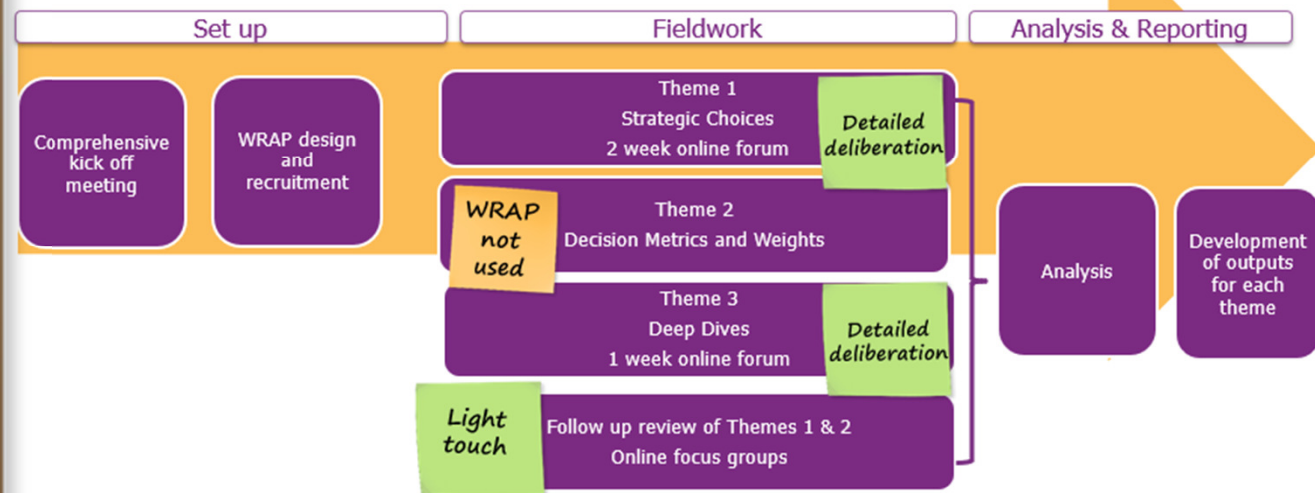 Set up
Fieldwork
Analysis & Reporting
Comprehensive
kick off
meeting
WRAP design
and
recruitment
Theme 1
Strategic Choices
2 week online forum
Detailed
deliberation
WRAP
not
used
Theme 2
Decision Metrics and Weights
Theme 3
Deep Dives
1 week online forum
Detailed
deliberation
Light
touch
Follow up review of Themes 1 & 2
Online focus groups
Analysis
Development
of outputs
for each
theme